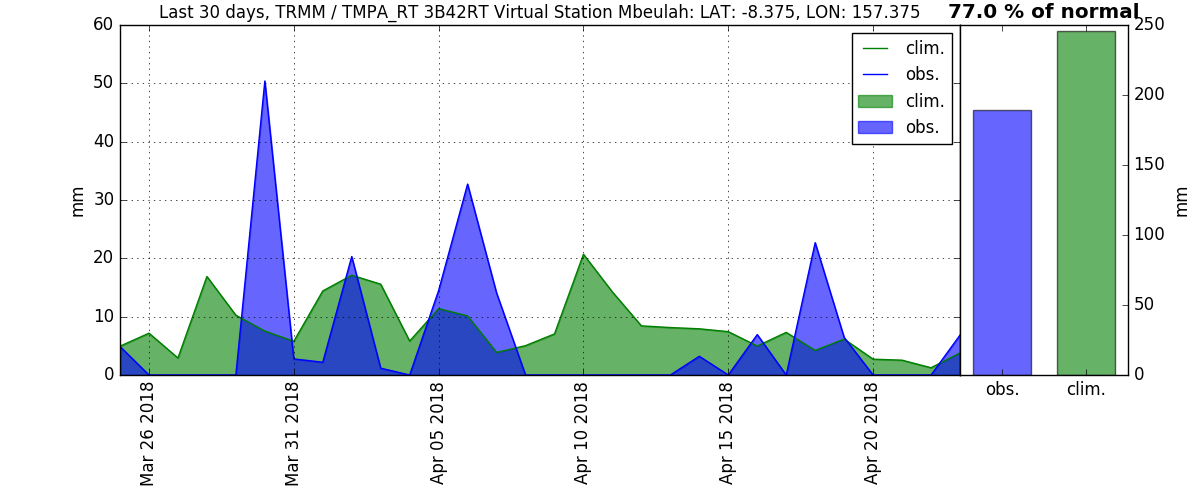 Last 30 days, TRMM / TMPA_RT 3B42RT Virtual Station Mbeulah: LAT: -8.375, LON: 157.375
77.0 % of normal
60
50
40
30
20
10
0
mm
clim.
obs.
clim.
obs.
Mar 26 2018
Mar 31 2018
Apr 05 2018
Apr 10 2018
Apr 15 2018
Apr 20 2018
250
200
150
100
50
0
mm
obs.
clim.